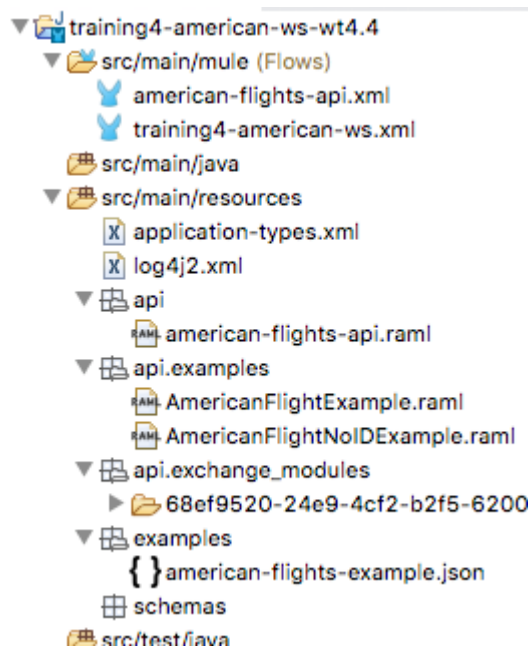 training4-american-ws-wt4.4
src/main/mule (Flows)
american-flights-api.xml
training4-american-ws.xml
src/main/java
src/main/resources
application-types.xml
log4j2.xml
api
american-flights-api.raml
api.examples
AmericanFlightExample.raml
AmericanFlightNoIDExample.raml
api.exchange_modules
68ef9520-24e9-4cf2-b2f5-6200
examples
american-flights-example.json
schemas
src/test/java